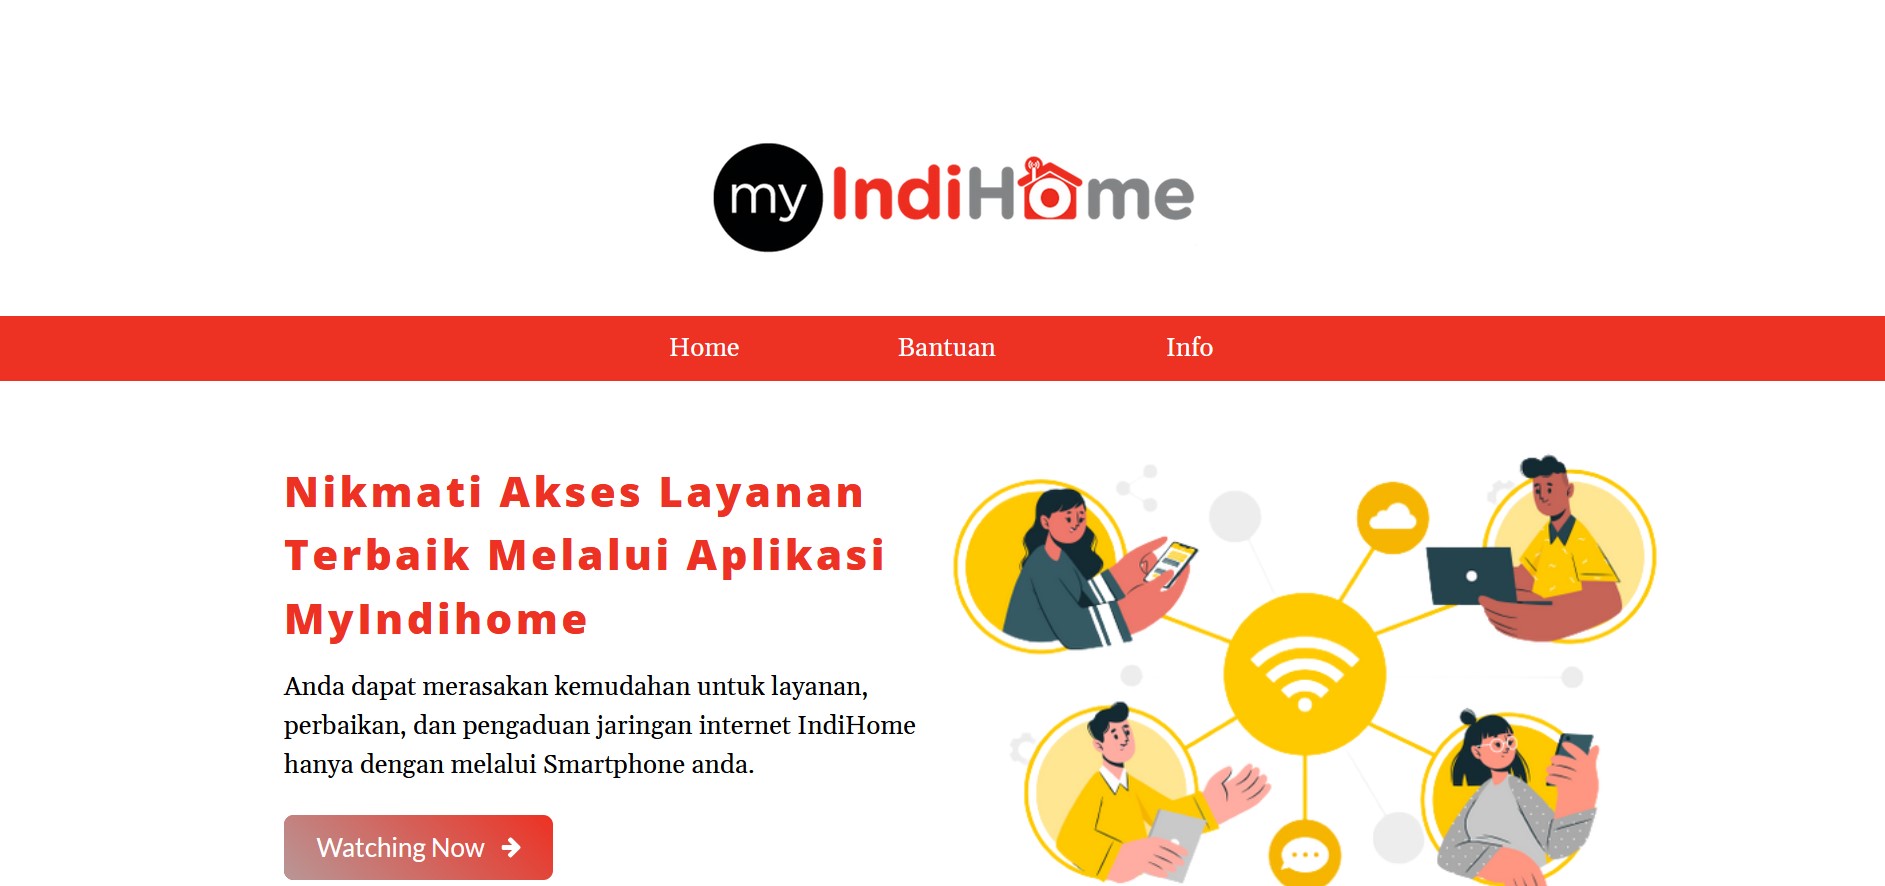 my IndiHome
Home Bantuan Info
Nikmati Akses Layanan
Terbaik Melalui Aplikasi
MyIndihome
Anda dapat merasakan kemudahan untuk layanan,
perbaikan, dan pengaduan jaringan internet IndiHome
hanya dengan melalui Smartphone anda.
Watching Now